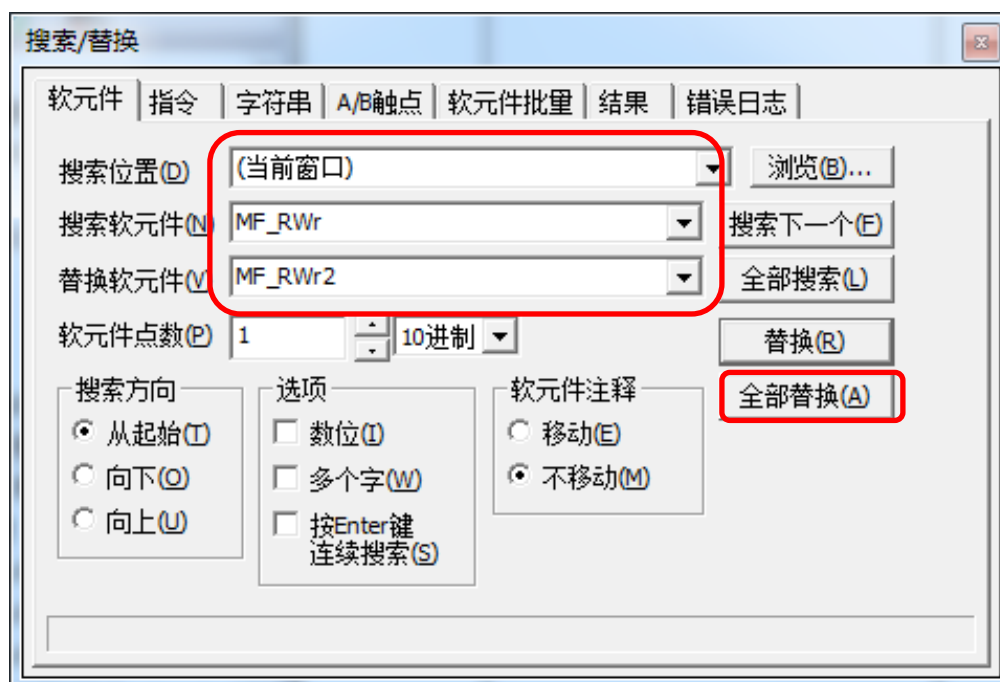 搜索/替换
软元件 指令 字符串 A/B触点 软元件批量 结果 错误日志
搜索位置(D) (当前窗口) 浏览(B)...
搜索软元件(N) MF_RWr 搜索下一个(F)
替换软元件(V) MF_RWr2 全部搜索(L)
软元件点数(P) 1 10进制 替换(R)
搜索方向 选项 软元件注释 全部替换(A)
从起始(T) 数位(I) 移动(E)
向下(O) 多个字(W) 不移动(M)
向上(U) 按Enter键
连续搜索(S)